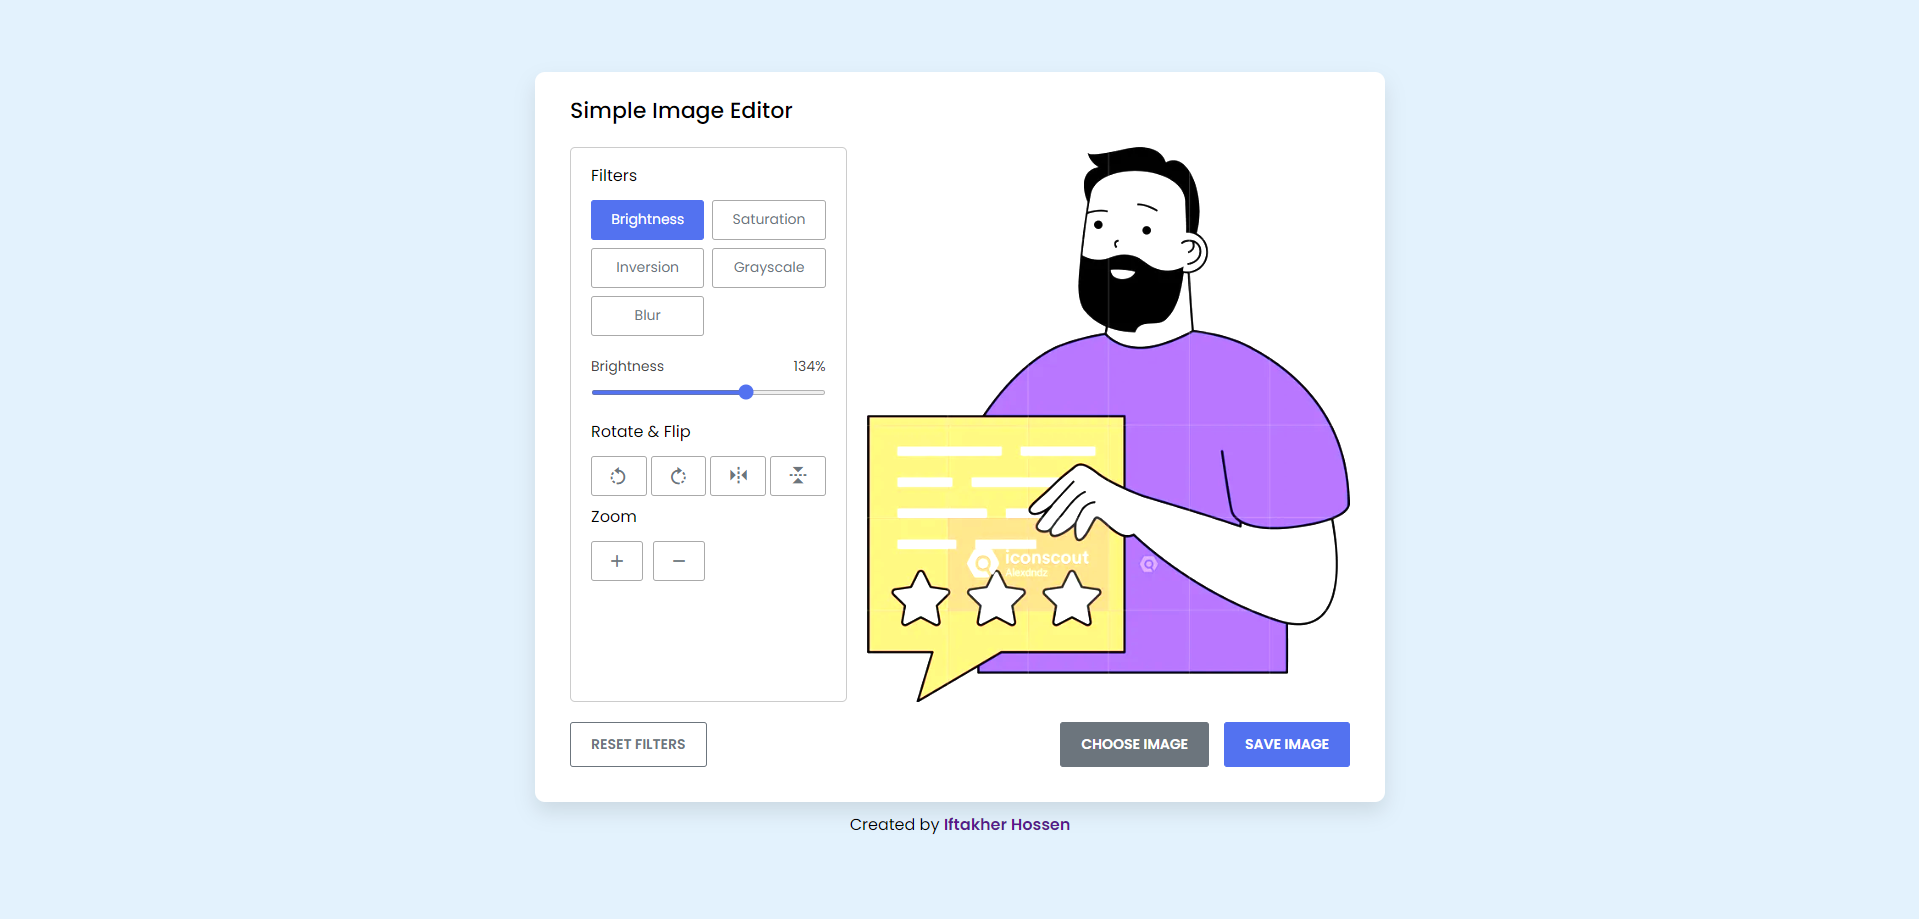 Simple Image Editor
Filters
Brightness
Saturation
Inversion
Grayscale
Blur
Brightness 134%
Rotate & Flip
Zoom
iconscout
Alexdndz
RESET FILTERS
CHOOSE IMAGE
SAVE IMAGE
Created by Iftakher Hossen